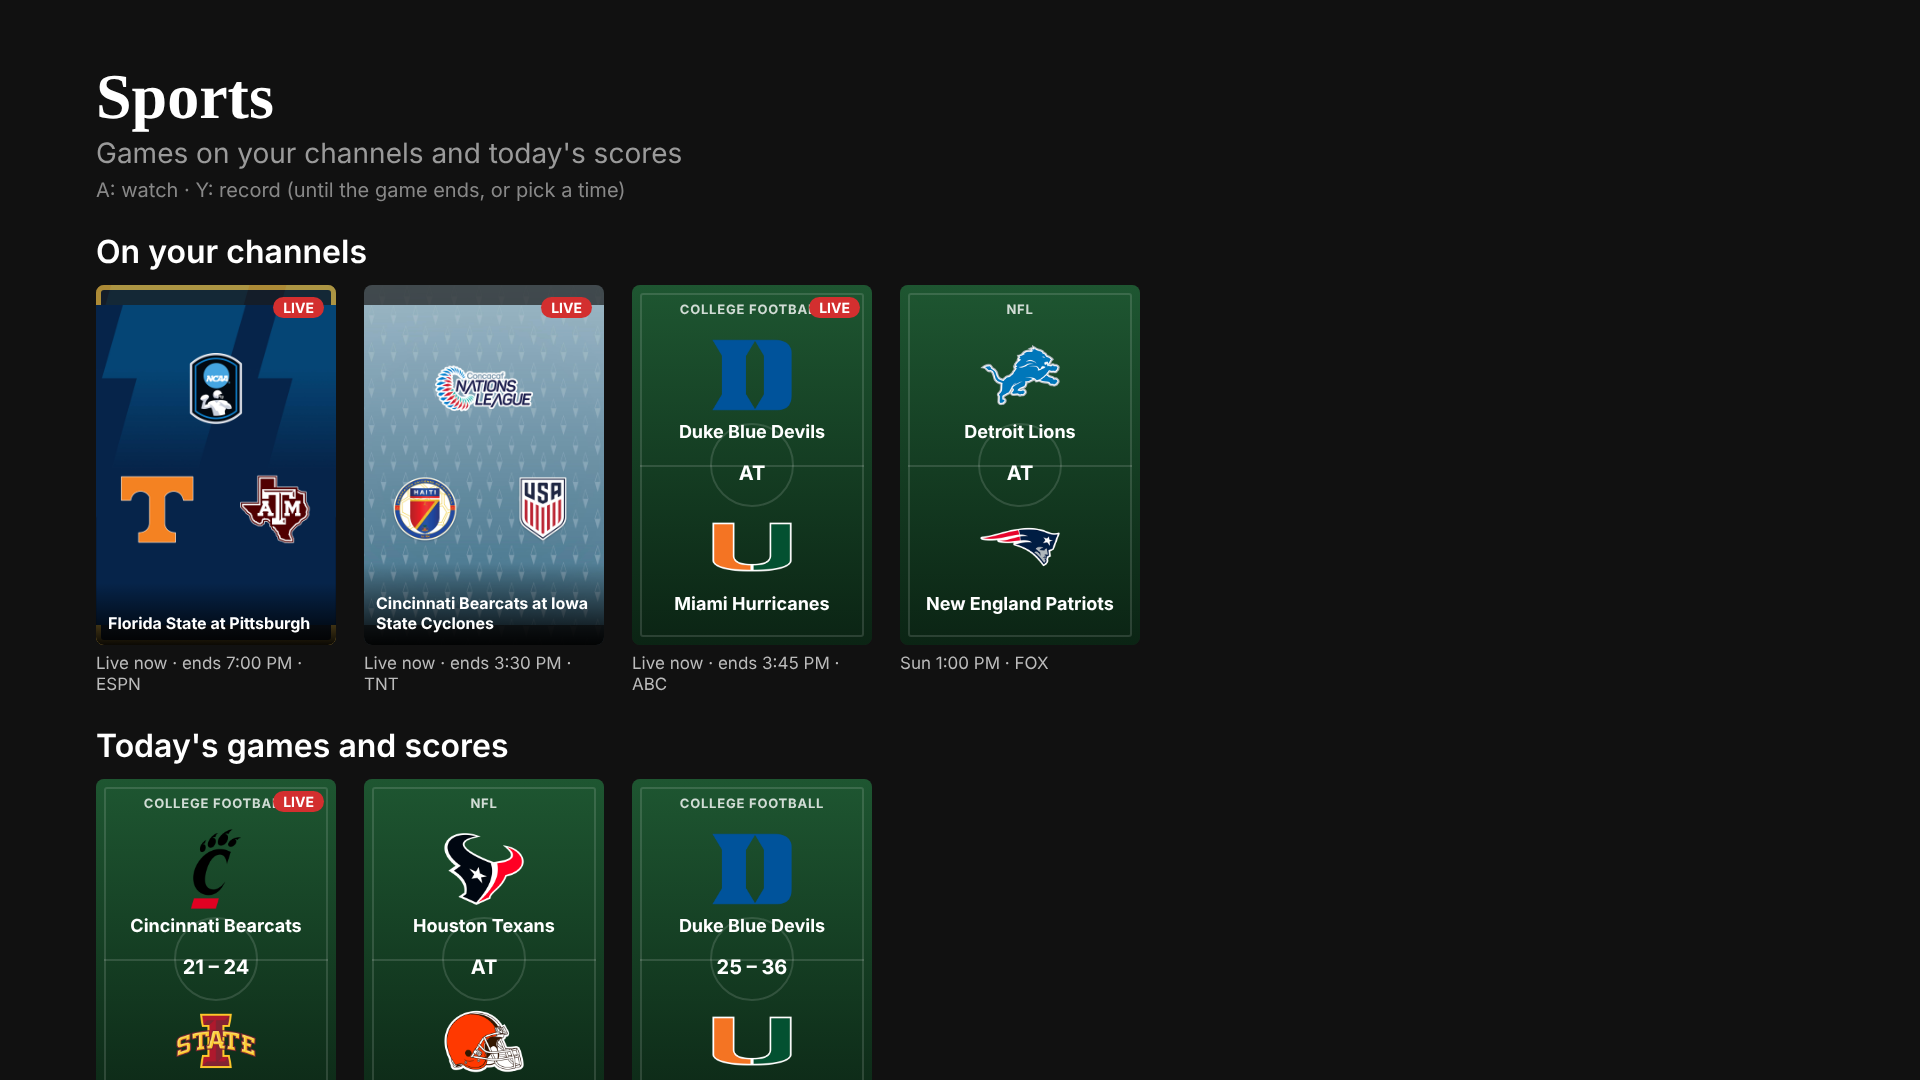 Sports
Games on your channels and today's scores
A: watch · Y: record (until the game ends, or pick a time)
On your channels
LIVE
NCAA
T
ATM
Florida State at Pittsburgh
Live now · ends 7:00 PM ·
ESPN
LIVE
Concacaf
NATIONS
LEAGUE
HAITI
USA
Cincinnati Bearcats at Iowa
State Cyclones
Live now · ends 3:30 PM ·
TNT
COLLEGE FOOTBA
LIVE
D
Duke Blue Devils
AT
U
Miami Hurricanes
Live now · ends 3:45 PM ·
ABC
NFL
Detroit Lions
AT
New England Patriots
Sun 1:00 PM · FOX
Today's games and scores
COLLEGE FOOTBA
LIVE
C
Cincinnati Bearcats
21 – 24
I
STATE
NFL
Houston Texans
AT
COLLEGE FOOTBALL
D
Duke Blue Devils
25 – 36
U